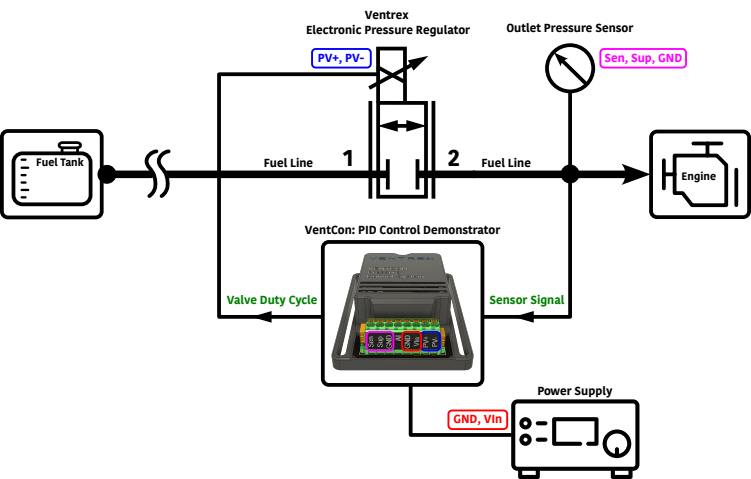 Ventrex
Electronic Pressure Regulator
Outlet Pressure Sensor
PV+, PV-
Sen, Sup, GND
Fuel Tank
Fuel Line
1
2
Fuel Line
Engine
VentCon: PID Control Demonstrator
VENTREX
Valve Duty Cycle
Sensor Signal
Sen
Sup
GND
AI
GND
VIn
PV+
PV-
Power Supply
GND, VIn